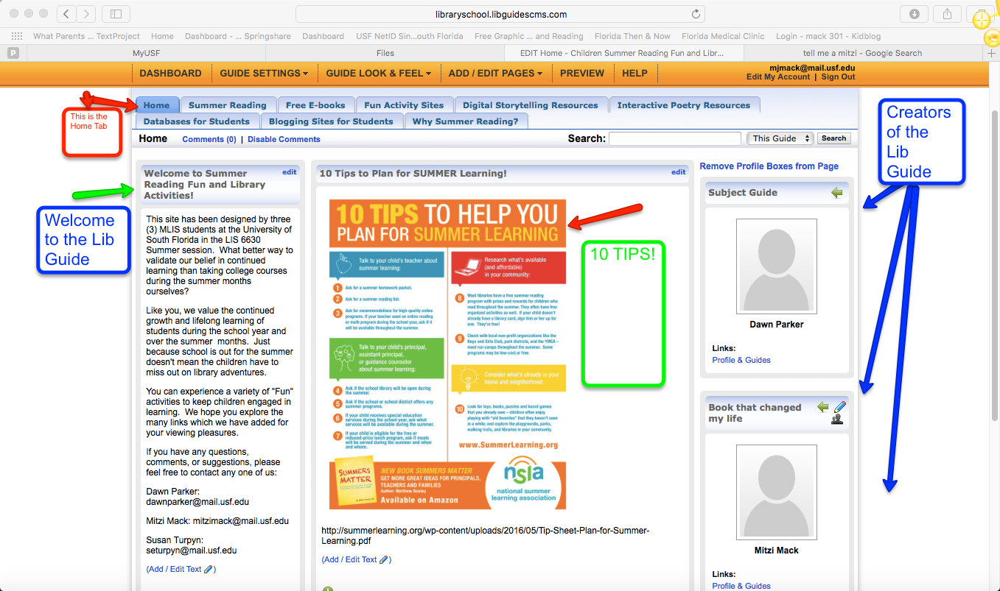 libraryschool.libguidescms.com
What Parents ... TextProject Home Dashboard - ... Springshare Dashboard USF NetID Sin...outh Florida Free Graphic ... and Reading Florida Then & Now Florida Medical Clinic Login - mack 301 - Kidblog
P MyUSF Files EDIT Home - Children Summer Reading Fun and Libr... tell me a mitzi - Google Search
DASHBOARD GUIDE SETTINGS GUIDE LOOK & FEEL ADD / EDIT PAGES PREVIEW HELP
mjmack@mail.usf.edu
Edit My Account | Sign Out
Home Summer Reading Free E-books Fun Activity Sites Digital Storytelling Resources Interactive Poetry Resources
Databases for Students Blogging Sites for Students Why Summer Reading?
Home Comments (0) | Disable Comments Search: This Guide Search
This is the
Home Tab
Welcome
to the Lib
Guide
Welcome to Summer
Reading Fun and Library
Activities!
edit
This site has been designed by three
(3) MLIS students at the University of
South Florida in the LIS 6630
Summer session. What better way to
validate our belief in continued
learning than taking college courses
during the summer months
ourselves?
Like you, we value the continued
growth and lifelong learning of
students during the school year and
over the summer months. Just
because school is out for the summer
doesn't mean the children have to
miss out on library adventures.
You can experience a variety of "Fun"
activities to keep children engaged in
learning. We hope you explore the
many links which we have added for
your viewing pleasures.
If you have any questions,
comments, or suggestions, please
feel free to contact any one of us:
Dawn Parker:
dawnparker@mail.usf.edu
Mitzi Mack: mitzimack@mail.usf.edu
Susan Turpyn:
seturpyn@mail.usf.edu
(Add / Edit Text)
10 Tips to Plan for SUMMER Learning!
edit
10 TIPS TO HELP YOU
PLAN FOR SUMMER LEARNING
Talk to your child's teacher about
summer learning:
1 Ask for a summer homework packet.
2 Ask for a summer reading list.
3 Ask for recommendations for high-quality online
programs. If your teacher used an online reading
or math program during the school year, ask if it
will be available throughout the summer.
Talk to your child's principal,
assistant principal,
or guidance counselor
about summer learning:
4 Ask if the school library will be open during
the summer.
5 Ask if the school or school district offers any
summer programs.
6 If your child receives special education
services during the school year, ask what
services will be available during the summer.
7 If your child is eligible for the free or
reduced-price lunch program, ask if meals
will be served during the summer and when
and where.
Research what's available
(and affordable)
in your community:
8 Most libraries have a free summer reading
program with prizes and rewards for children who
read throughout the summer. They often have free
organized activities as well. If your child doesn't
already have a library card, sign him or her up for
one. They're free!
9 Check with local non-profit organizations like the
Boys and Girls Club, park districts, and the YMCA –
most run camps throughout the summer. Some
programs may be low-cost or free.
Consider what's already in your
home and neighborhood:
10 Look for toys, books, puzzles and board games
that you already own – children often enjoy
playing with "old favorites" that they haven't seen
in a while; and explore the playgrounds, parks,
walking trails, and libraries in your community.
www.SummerLearning.org
SUMMERS
MATTER
NEW BOOK SUMMERS MATTER
GET MORE GREAT IDEAS FOR PRINCIPALS,
TEACHERS AND FAMILIES
Author: Matthew Boulay
Available on Amazon
nsla
national summer
learning association
http://summerlearning.org/wp-content/uploads/2016/05/Tip-Sheet-Plan-for-Summer-
Learning.pdf
(Add / Edit Text)
10 TIPS!
Creators
of the
Lib
Guide
Remove Profile Boxes from Page
Subject Guide
Dawn Parker
Links:
Profile & Guides
Book that changed
my life
Mitzi Mack
Links:
Profile & Guides